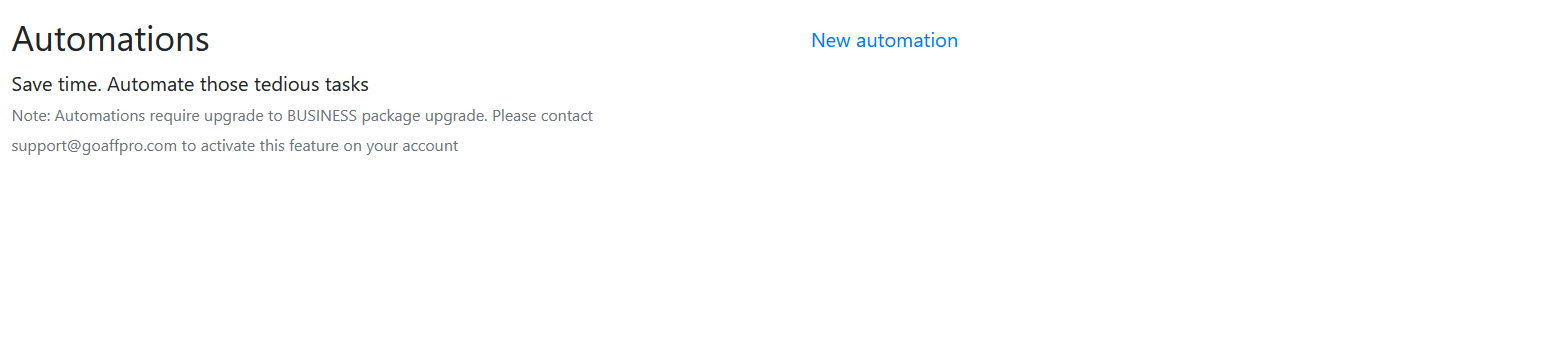 Automations
New automation
Save time. Automate those tedious tasks
Note: Automations require upgrade to BUSINESS package upgrade. Please contact
support@goaffpro.com to activate this feature on your account